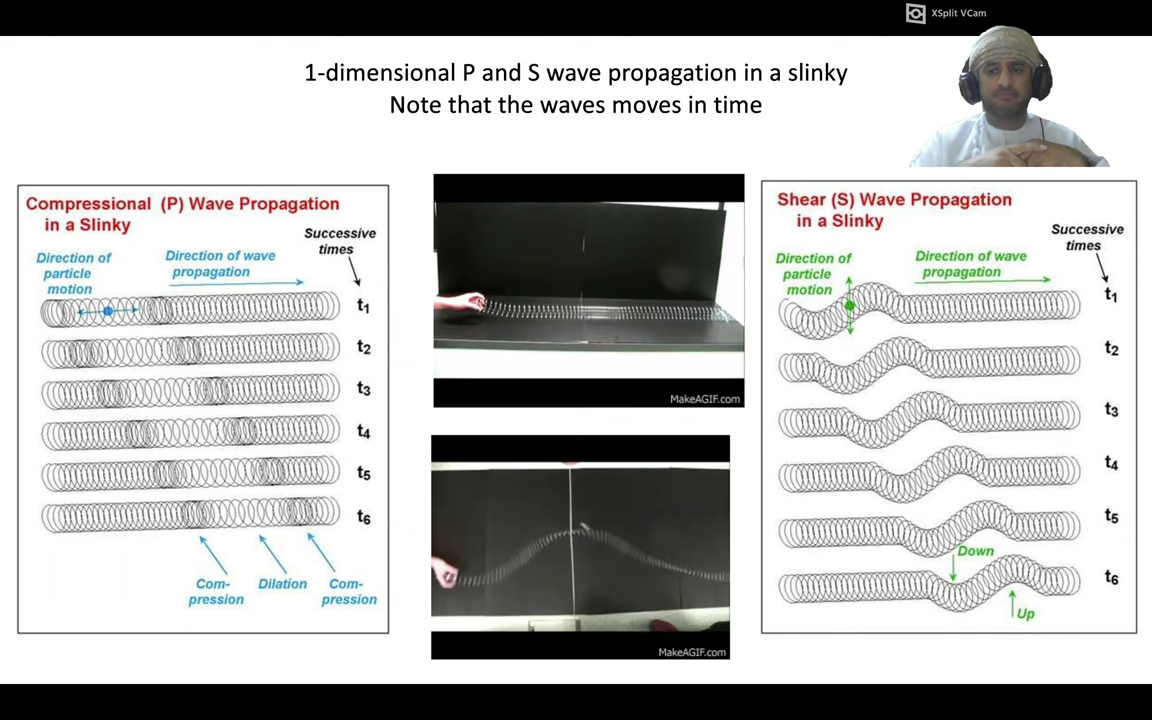 XSplit VCam
1-dimensional P and S wave propagation in a slinky
Note that the waves moves in time
Compressional (P) Wave Propagation
in a Slinky
Successive
times
Direction of
particle
motion
Direction of wave
propagation
t1
t2
t3
t4
t5
t6
Com-
pression
Dilation
Com-
pression
MakeAGIF.com
MakeAGIF.com
Shear (S) Wave Propagation
in a Slinky
Successive
times
Direction of
particle
motion
Direction of wave
propagation
t1
t2
t3
t4
t5
Down
t6
Up